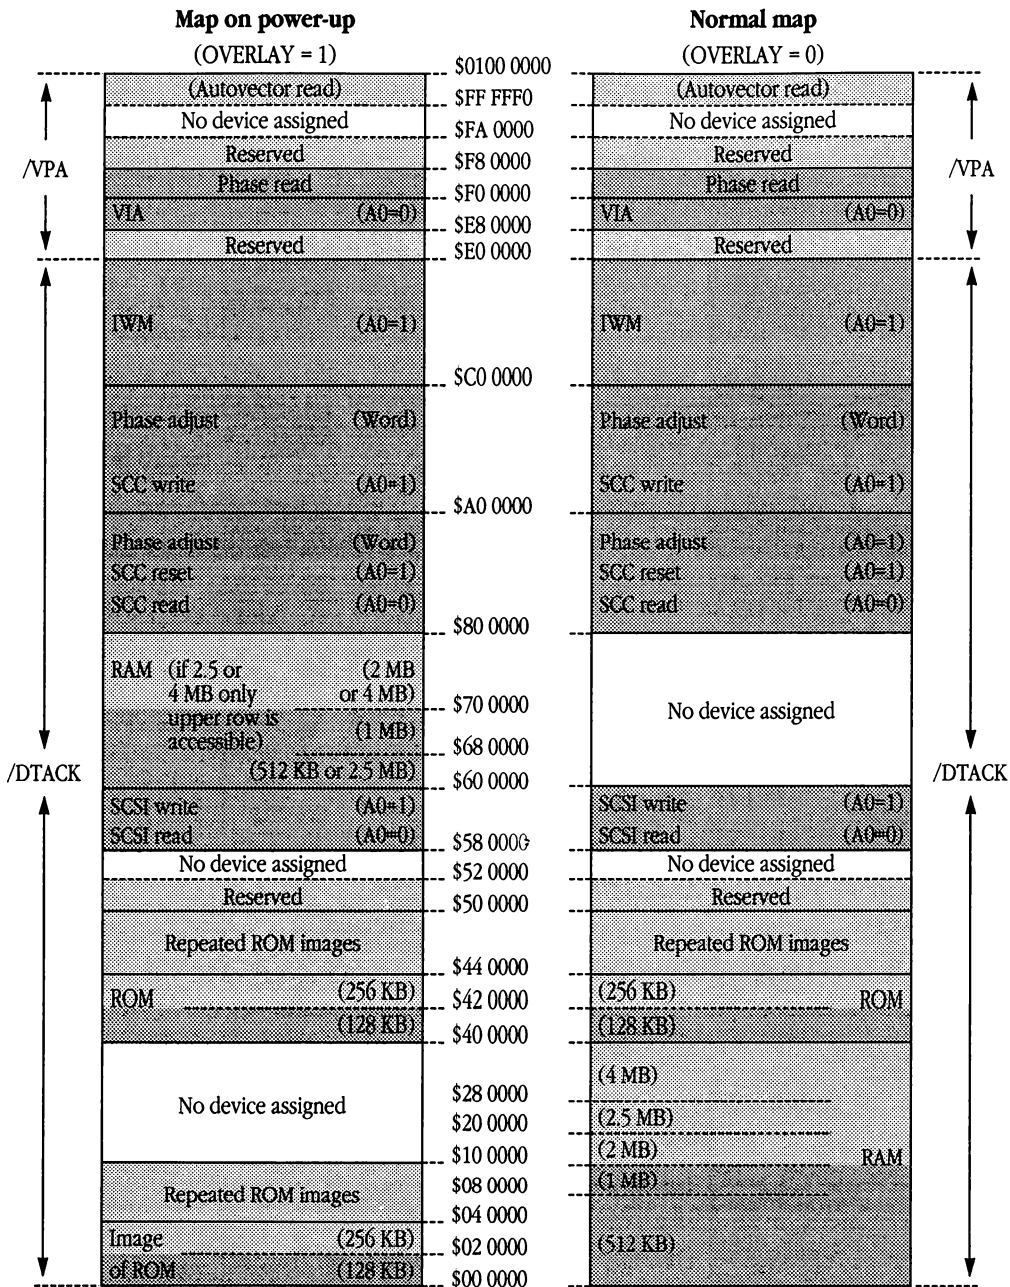 Map on power-up
(OVERLAY = 1)
Normal map
(OVERLAY = 0)
$0100 0000
(Autovector read)
(Autovector read)
$FF FFF0
No device assigned
No device assigned
$FA 0000
Reserved
Reserved
$F8 0000
/VPA
/VPA
Phase read
Phase read
$F0 0000
VIA (A0=0)
VIA (A0=0)
$E8 0000
Reserved
Reserved
$E0 0000
IWM (A0=1)
IWM (A0=1)
$C0 0000
Phase adjust (Word)
Phase adjust (Word)
SCC write (A0=1)
SCC write (A0=1)
$A0 0000
Phase adjust (Word)
Phase adjust (A0=1)
SCC reset (A0=1)
SCC reset (A0=1)
SCC read (A0=0)
SCC read (A0=0)
$80 0000
RAM (if 2.5 or (2 MB
4 MB only or 4 MB)
$70 0000
No device assigned
upper row is (1 MB)
accessible)
$68 0000
(512 KB or 2.5 MB)
/DTACK
/DTACK
$60 0000
SCSI write (A0=1)
SCSI write (A0=1)
SCSI read (A0=0)
SCSI read (A0=0)
$58 0000
No device assigned
No device assigned
$52 0000
Reserved
Reserved
$50 0000
Repeated ROM images
Repeated ROM images
$44 0000
ROM (256 KB)
(256 KB) ROM
$42 0000
(128 KB)
(128 KB)
$40 0000
(4 MB)
No device assigned
$28 0000
(2.5 MB)
$20 0000
(2 MB)
$10 0000
RAM
(1 MB)
$08 0000
Repeated ROM images
$04 0000
Image (256 KB)
(512 KB)
$02 0000
of ROM (128 KB)
$00 0000